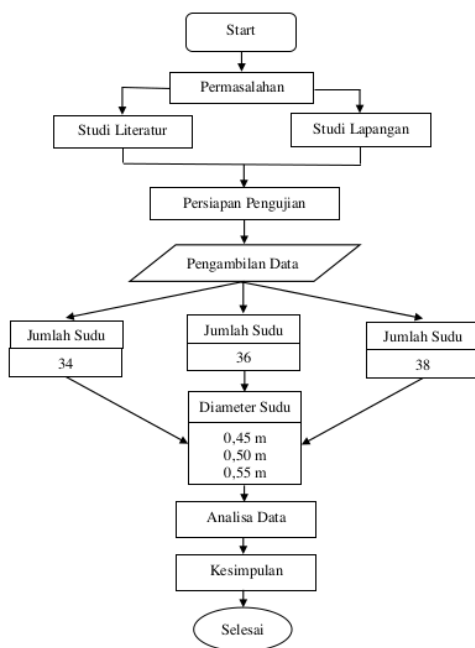 Start
Permasalahan
Studi Literatur
Studi Lapangan
Persiapan Pengujian
Pengambilan Data
Jumlah Sudu
34
Jumlah Sudu
36
Jumlah Sudu
38
Diameter Sudu
0,45 m
0,50 m
0,55 m
Analisa Data
Kesimpulan
Selesai